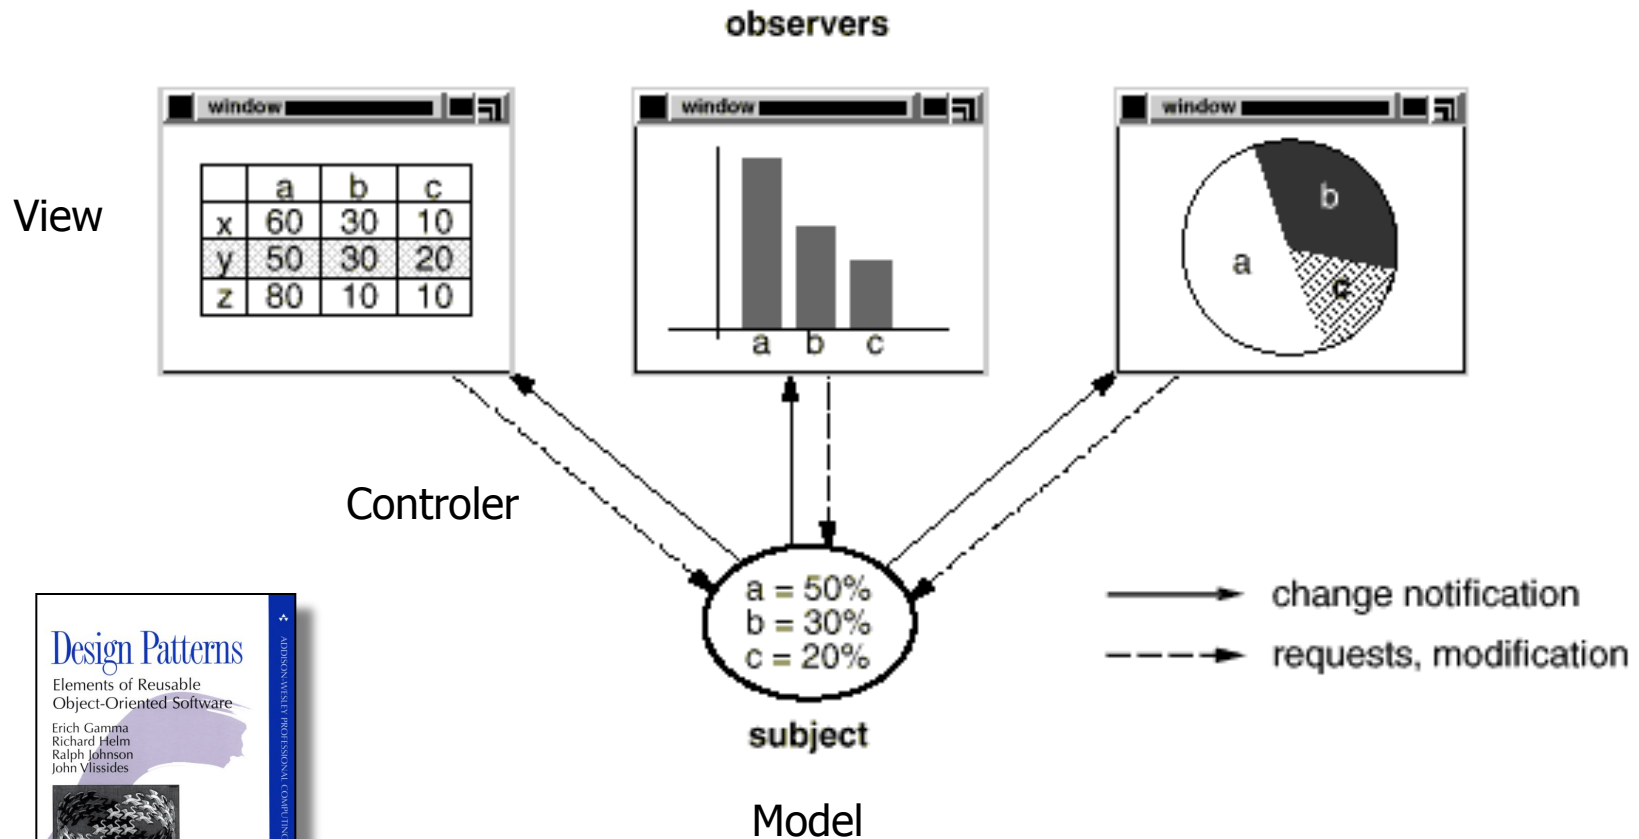 observers
View
window
a b c
x 60 30 10
y 50 30 20
z 80 10 10
window
a b c
window
a
b
c
Controler
a = 50%
b = 30%
c = 20%
subject
Model
change notification
requests, modification
Design Patterns
Elements of Reusable
Object-Oriented Software
Erich Gamma
Richard Helm
Ralph Johnson
John Vlissides
ADDISON-WESLEY PROFESSIONAL COMPUTING